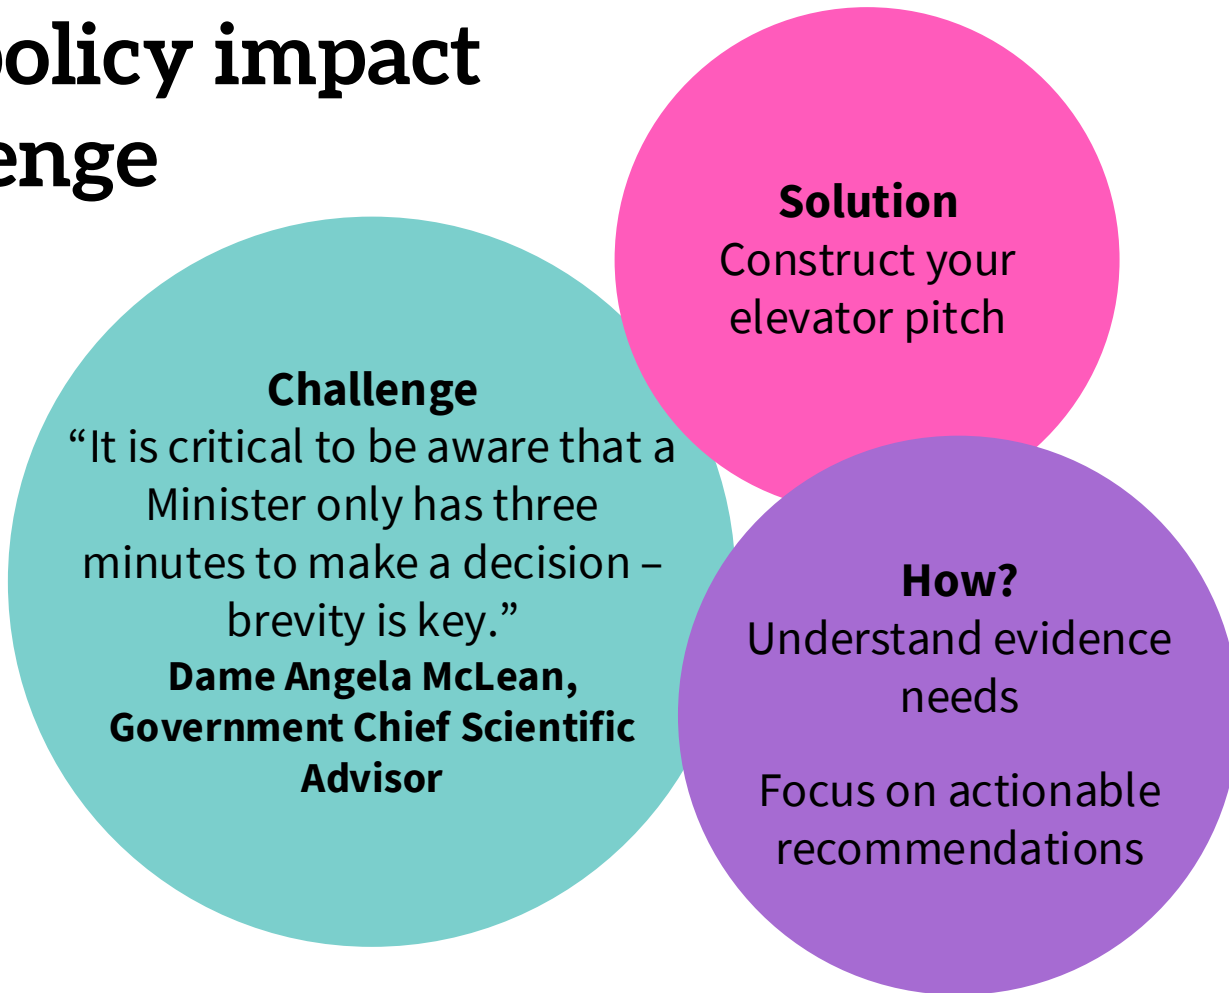 policy impact
enge
Solution
Construct your
elevator pitch
Challenge
“It is critical to be aware that a
Minister only has three
minutes to make a decision –
brevity is key.”
Dame Angela McLean,
Government Chief Scientific
Advisor
How?
Understand evidence
needs
Focus on actionable
recommendations